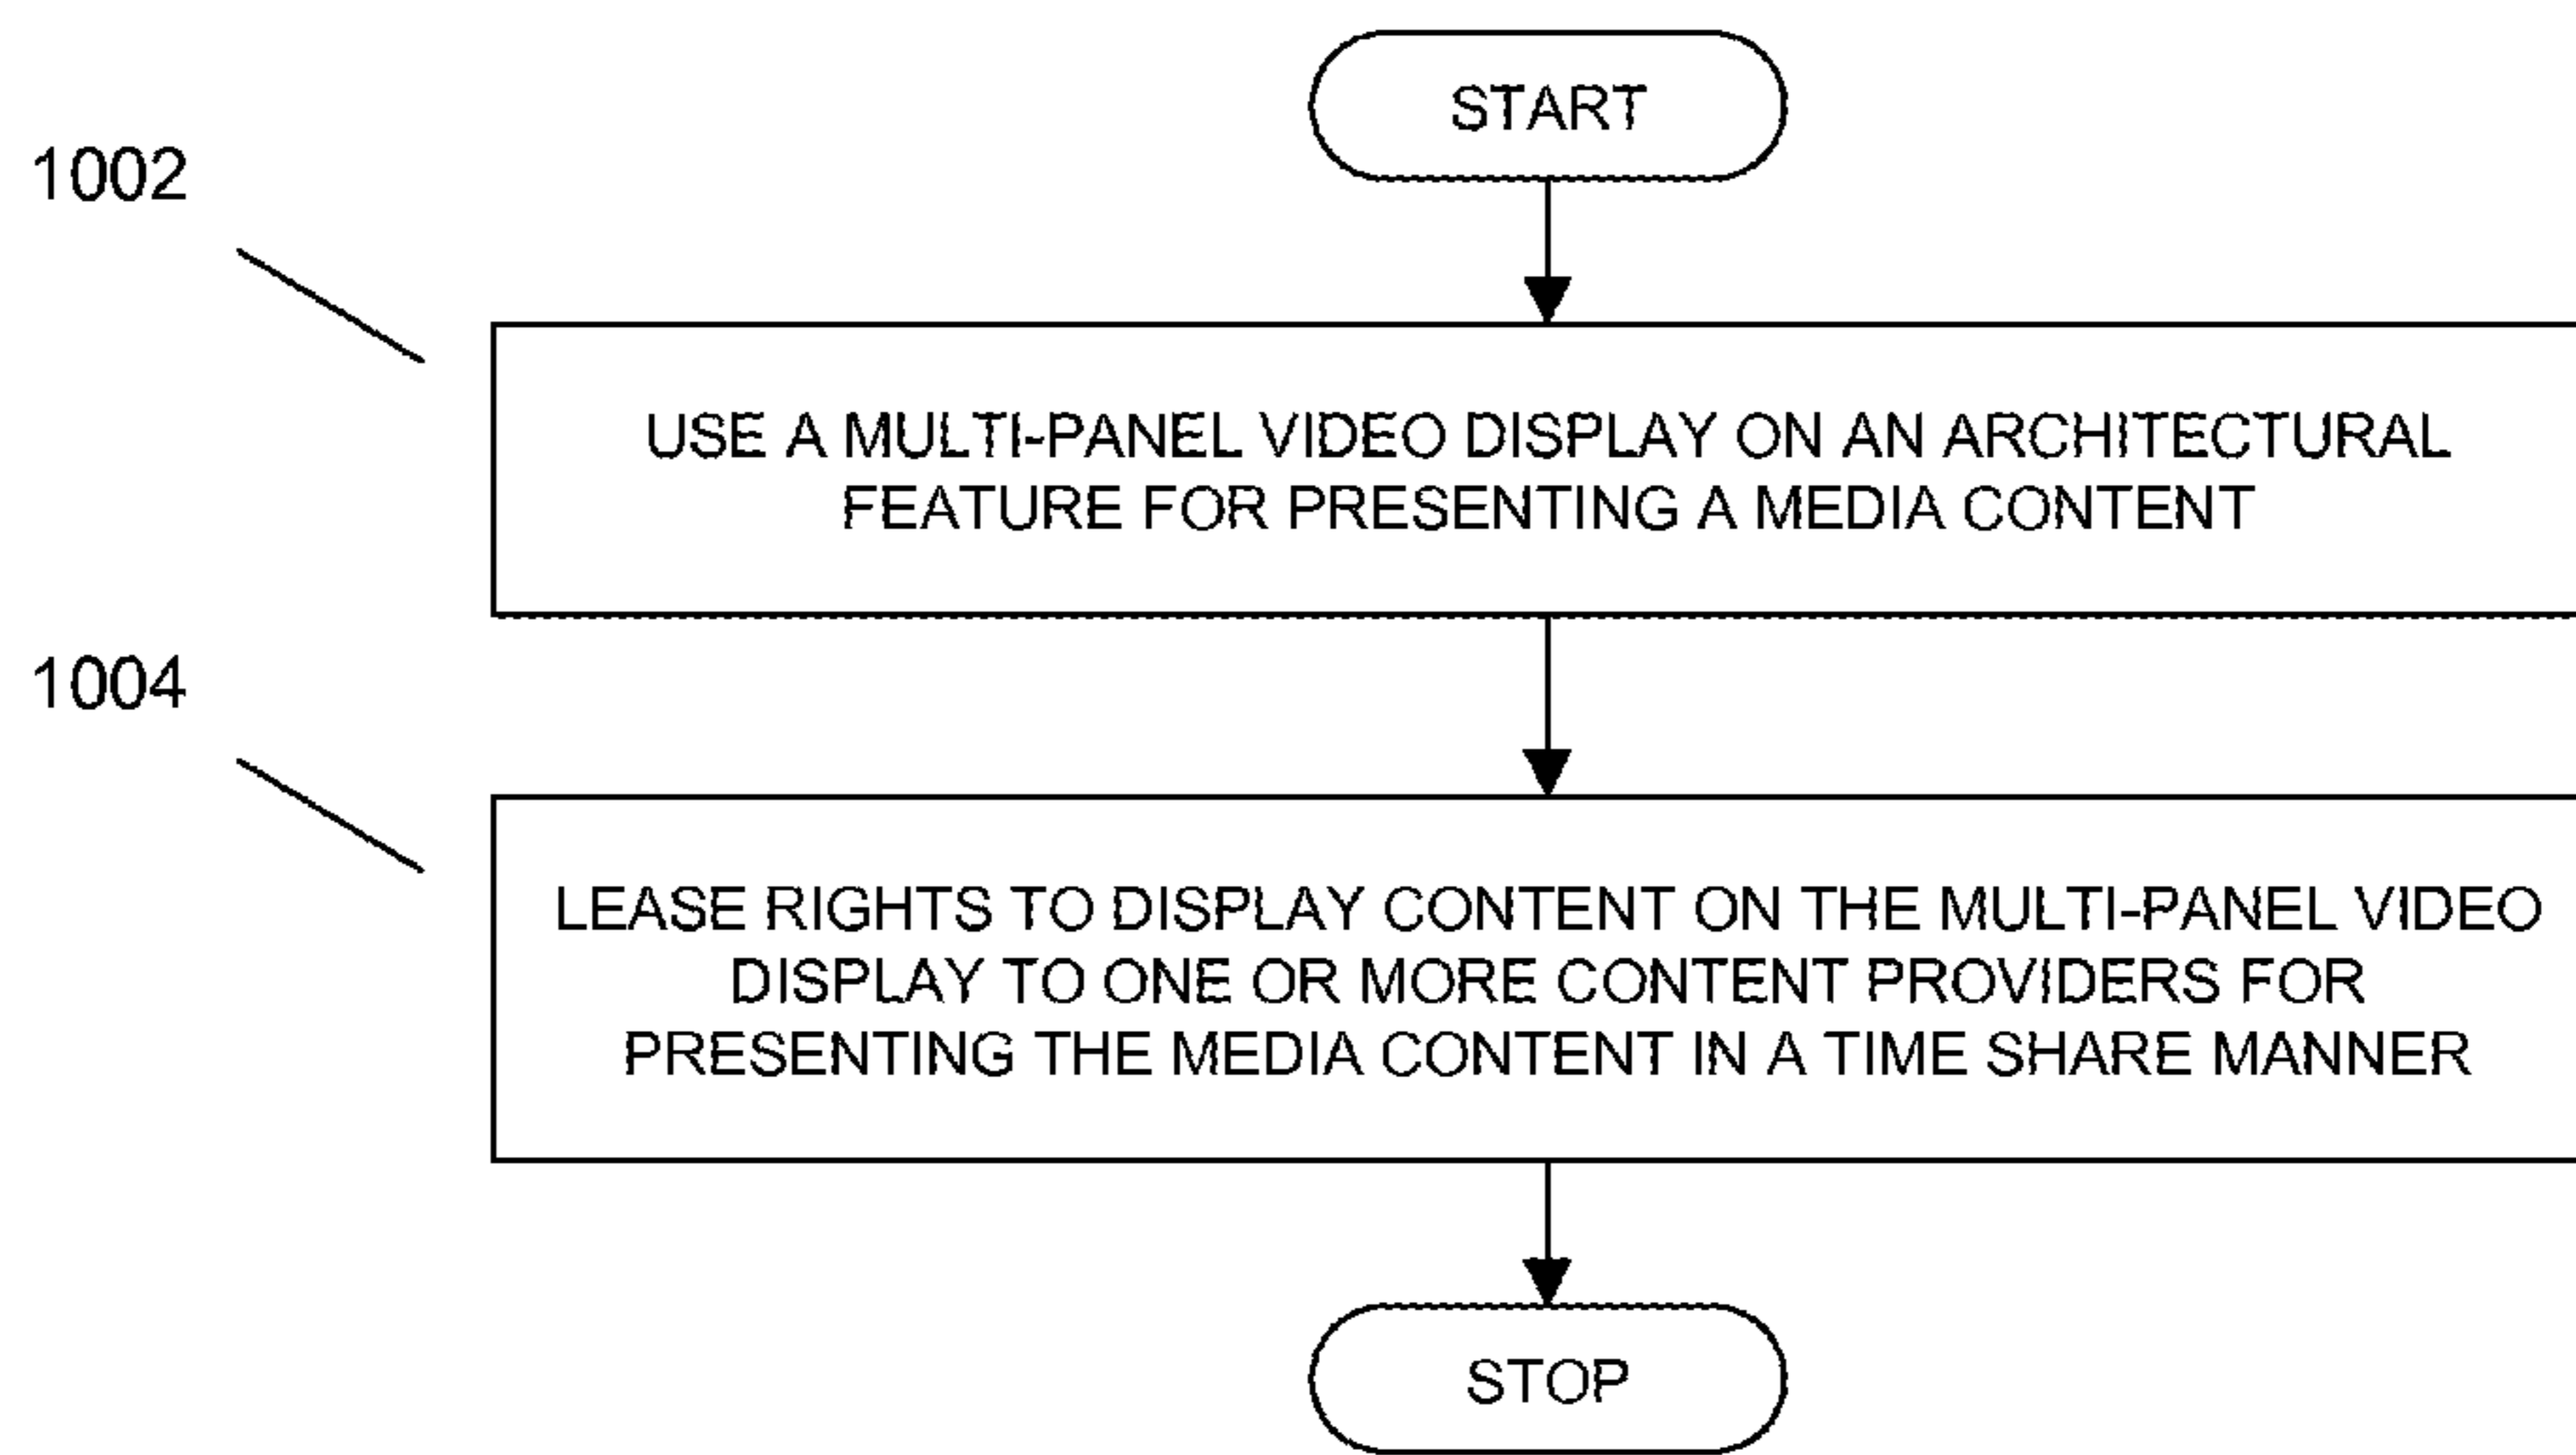 START
1002
USE A MULTI-PANEL VIDEO DISPLAY ON AN ARCHITECTURAL
FEATURE FOR PRESENTING A MEDIA CONTENT
1004
LEASE RIGHTS TO DISPLAY CONTENT ON THE MULTI-PANEL VIDEO
DISPLAY TO ONE OR MORE CONTENT PROVIDERS FOR
PRESENTING THE MEDIA CONTENT IN A TIME SHARE MANNER
STOP